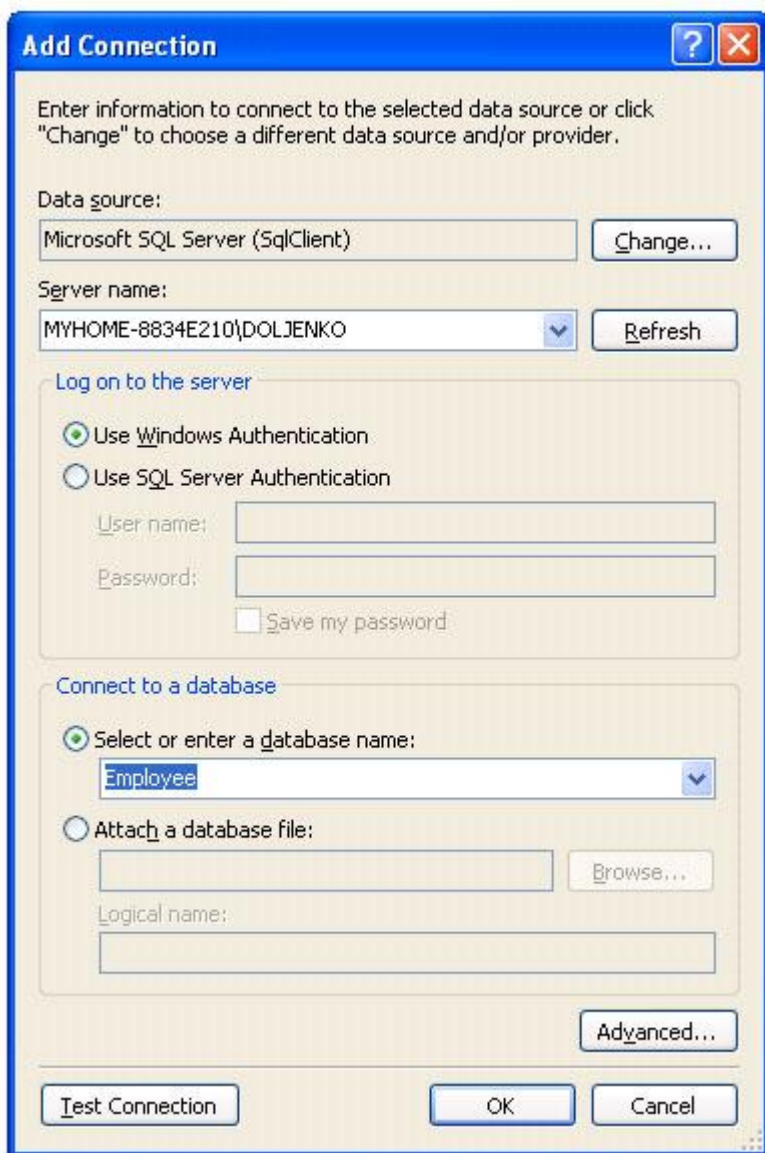 Add Connection
Enter information to connect to the selected data source or click
"Change" to choose a different data source and/or provider.
Data source:
Microsoft SQL Server (SqlClient)
Change...
Server name:
MYHOME-8834E210\DOLJENKO
Refresh
Log on to the server
Use Windows Authentication
Use SQL Server Authentication
User name:
Password:
Save my password
Connect to a database
Select or enter a database name:
Employee
Attach a database file:
Browse...
Logical name:
Advanced...
Test Connection
OK
Cancel